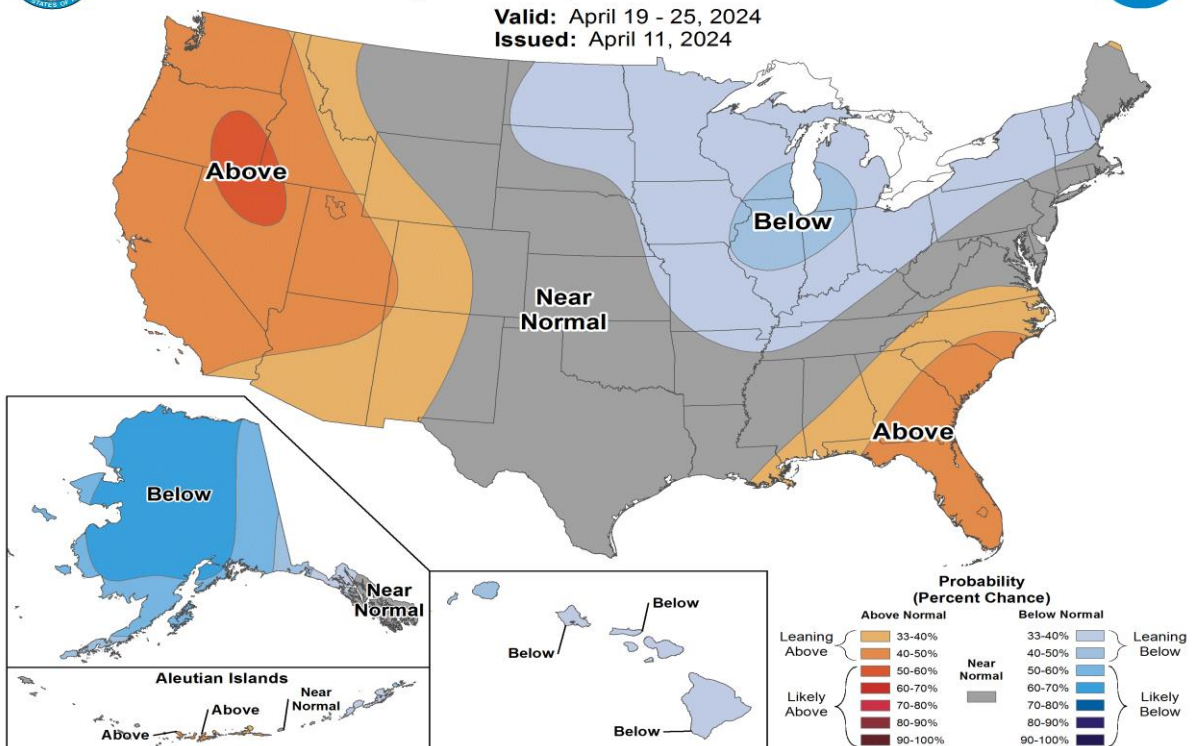 STATES OF
Valid: April 19 - 25, 2024
Issued: April 11, 2024
Above
Below
Near
Normal
Above
Below
Near
Normal
Aleutian Islands
Near
Normal
Above
Above
Below
Below
Below
Probability
(Percent Chance)
Above Normal
Below Normal
Leaning
Above
33-40%
40-50%
50-60%
60-70%
70-80%
80-90%
90-100%
Likely
Above
Near
Normal
33-40%
40-50%
50-60%
60-70%
70-80%
80-90%
90-100%
Leaning
Below
Likely
Below